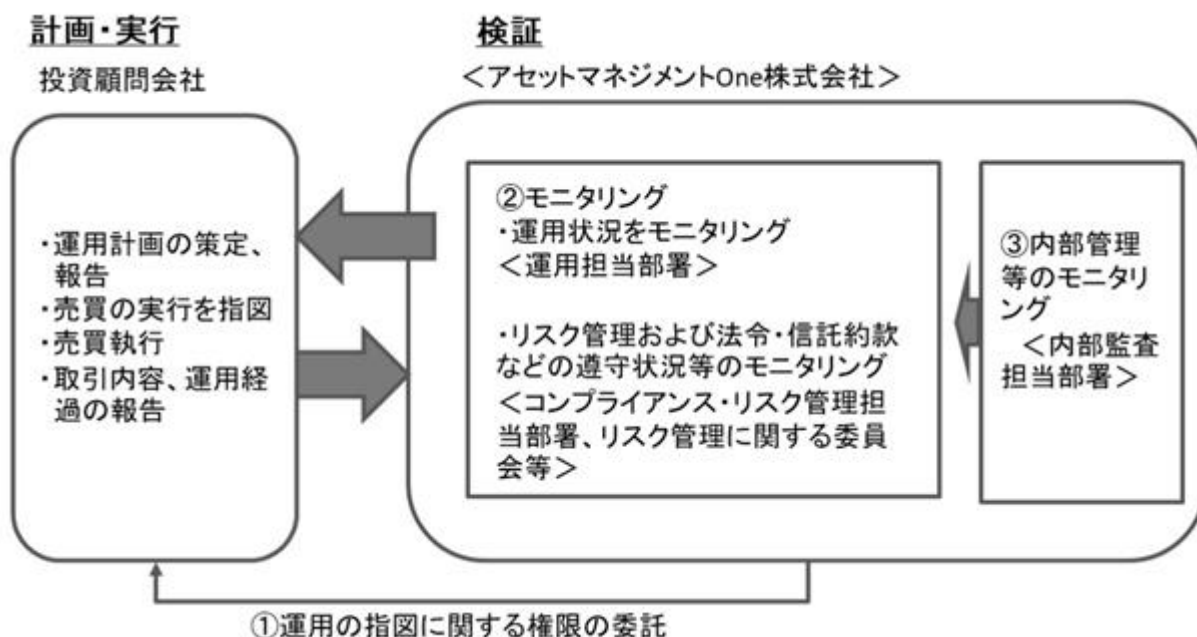 計画・実行
投資顧問会社
・運用計画の策定、
報告
・売買の実行を指図
・売買執行
・取引内容、運用経
過の報告
検証
＜アセットマネジメントOne株式会社＞
②モニタリング
・運用状況をモニタリング
＜運用担当部署＞
・リスク管理および法令・信託約款
などの遵守状況等のモニタリング
＜コンプライアンス・リスク管理担
当部署、リスク管理に関する委員
会等＞
③内部管理
等のモニタリ
ング
＜内部監査
担当部署＞
①運用の指図に関する権限の委託